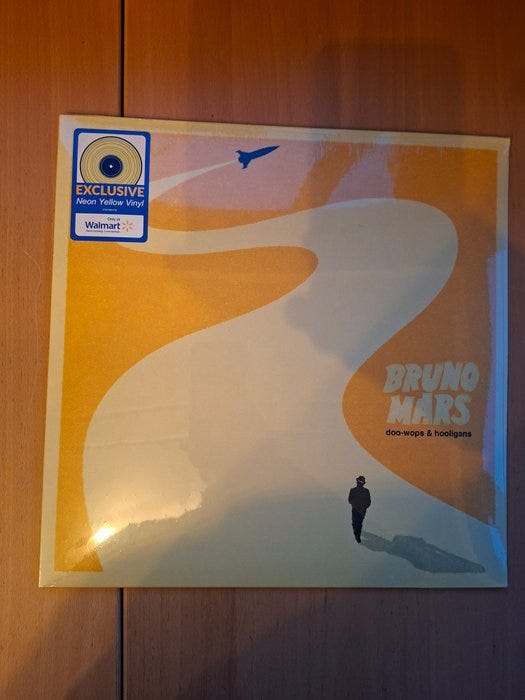 EXCLUSIVE
Neon Yellow Vinyl
Only at
Walmart
BRUNO
MARS
doo-wops & hooligans